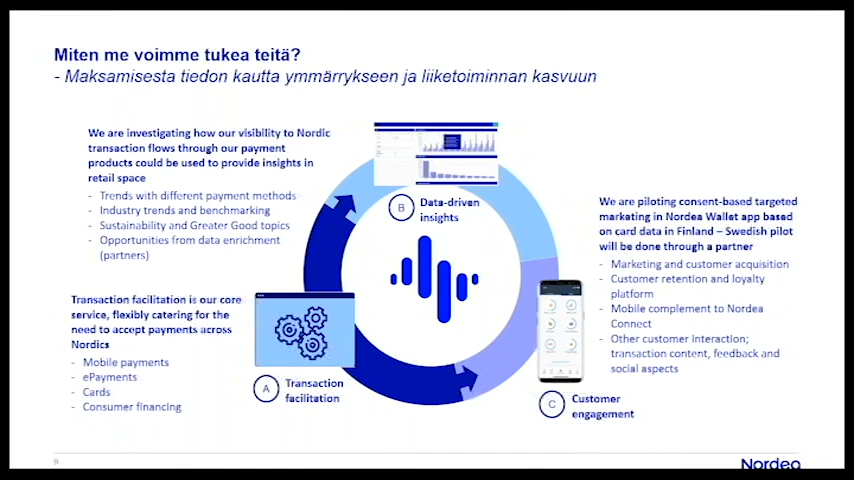 Miten me voimme tukea teitä?
- Maksamisesta tiedon kautta ymmärrykseen ja liiketoiminnan kasvuun
We are investigating how our visibility to Nordic
transaction flows through our payment
products could be used to provide insights in
retail space
- Trends with different payment methods
- Industry trends and benchmarking
- Sustainability and Greater Good topics
- Opportunities from data enrichment
(partners)
B
Data-driven
insights
We are piloting consent-based targeted
marketing in Nordea Wallet app based
on card data in Finland – Swedish pilot
will be done through a partner
- Marketing and customer acquisition
- Customer retention and loyalty
platform
- Mobile complement to Nordea
Connect
- Other customer interaction;
transaction content, feedback and
social aspects
Transaction facilitation is our core
service, flexibly catering for the
need to accept payments across
Nordics
- Mobile payments
- ePayments
- Cards
- Consumer financing
A
Transaction
facilitation
C
Customer
engagement
Nordea